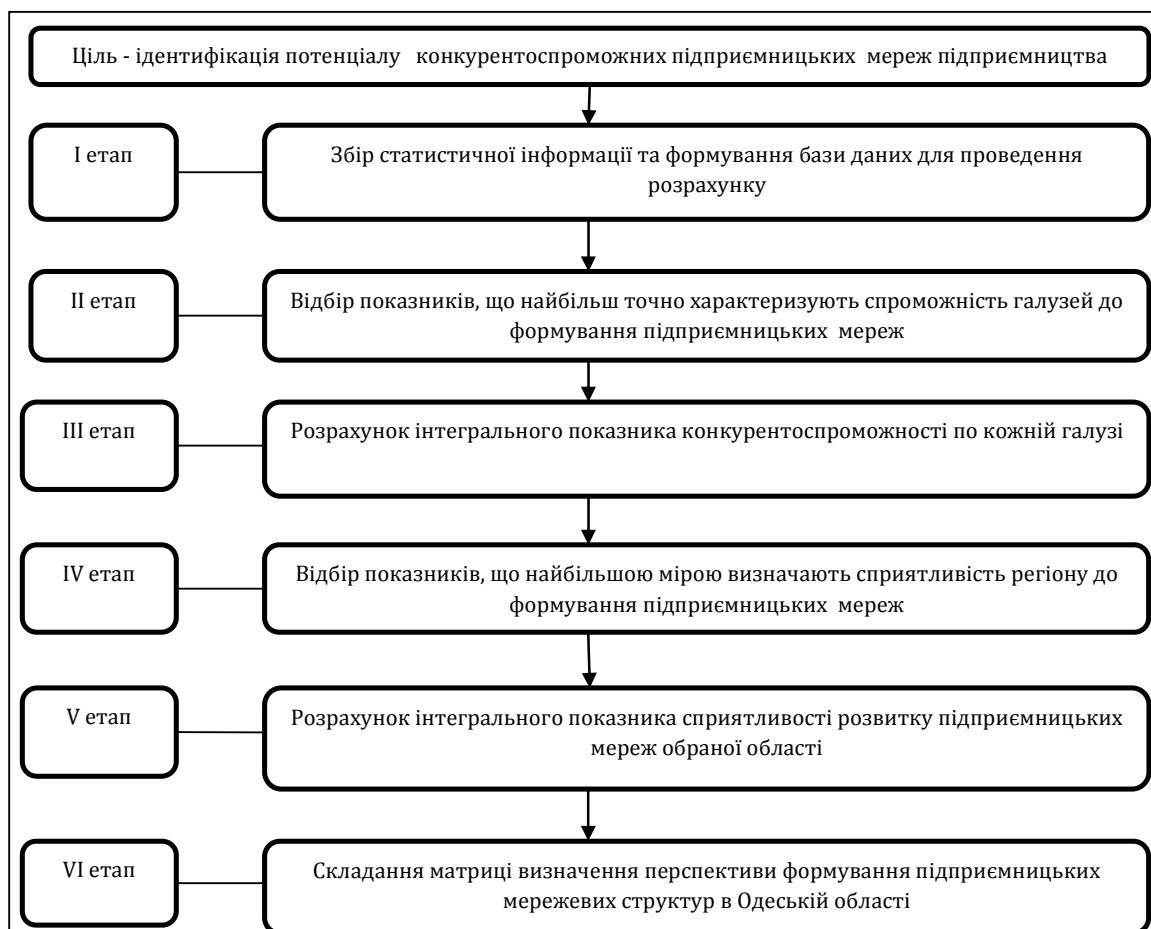 Ціль - ідентифікація потенціалу конкурентоспроможних підприємницьких мереж підприємництва
І етап
Збір статистичної інформації та формування бази даних для проведення
розрахунку
ІІ етап
Відбір показників, що найбільш точно характеризують спроможність галузей до
формування підприємницьких мереж
ІІІ етап
Розрахунок інтегрального показника конкурентоспроможності по кожній галузі
IV етап
Відбір показників, що найбільшою мірою визначають сприятливість регіону до
формування підприємницьких мереж
V етап
Розрахунок інтегрального показника сприятливості розвитку підприємницьких
мереж обраної області
VI етап
Складання матриці визначення перспективи формування підприємницьких
мережевих структур в Одеській області